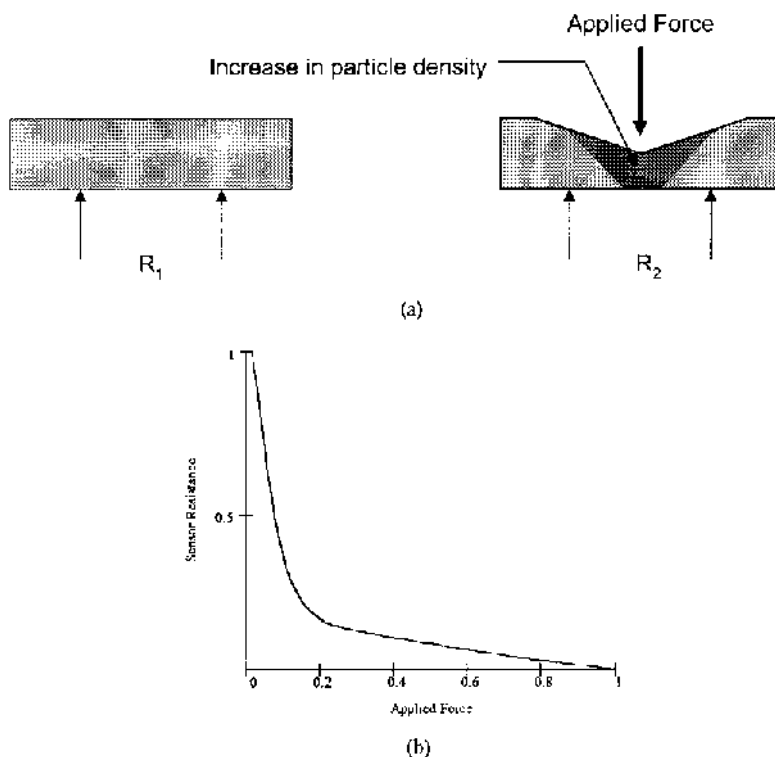 Applied Force
Increase in particle density
R₁
R₂
(a)
1
0.5
Sensor Resistance
0
0.2
0.4
0.6
0.8
1
Applied Force
(b)